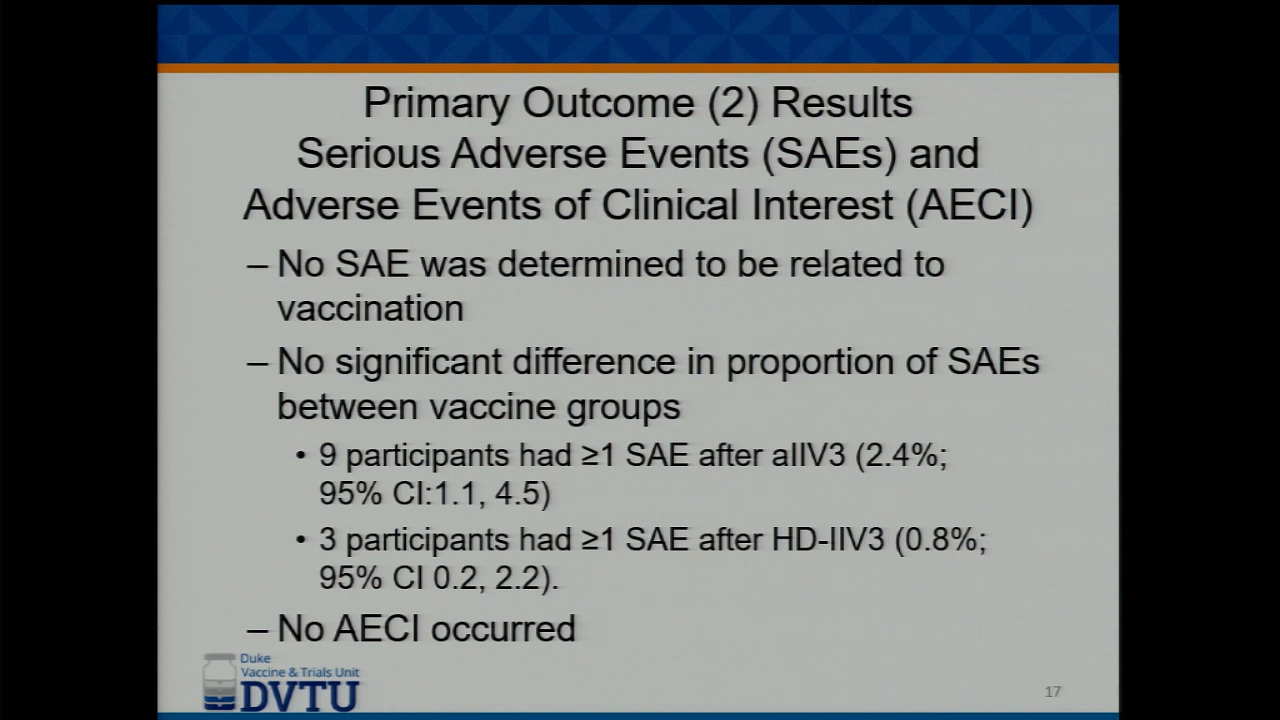 Primary Outcome (2) Results
Serious Adverse Events (SAEs) and
Adverse Events of Clinical Interest (AECI)
– No SAE was determined to be related to
vaccination
– No significant difference in proportion of SAEs
between vaccine groups
• 9 participants had ≥1 SAE after aIIV3 (2.4%;
95% CI:1.1, 4.5)
• 3 participants had ≥1 SAE after HD-IIV3 (0.8%;
95% CI 0.2, 2.2).
– No AECI occurred
Duke
Vaccine & Trials Unit
DVTU
17